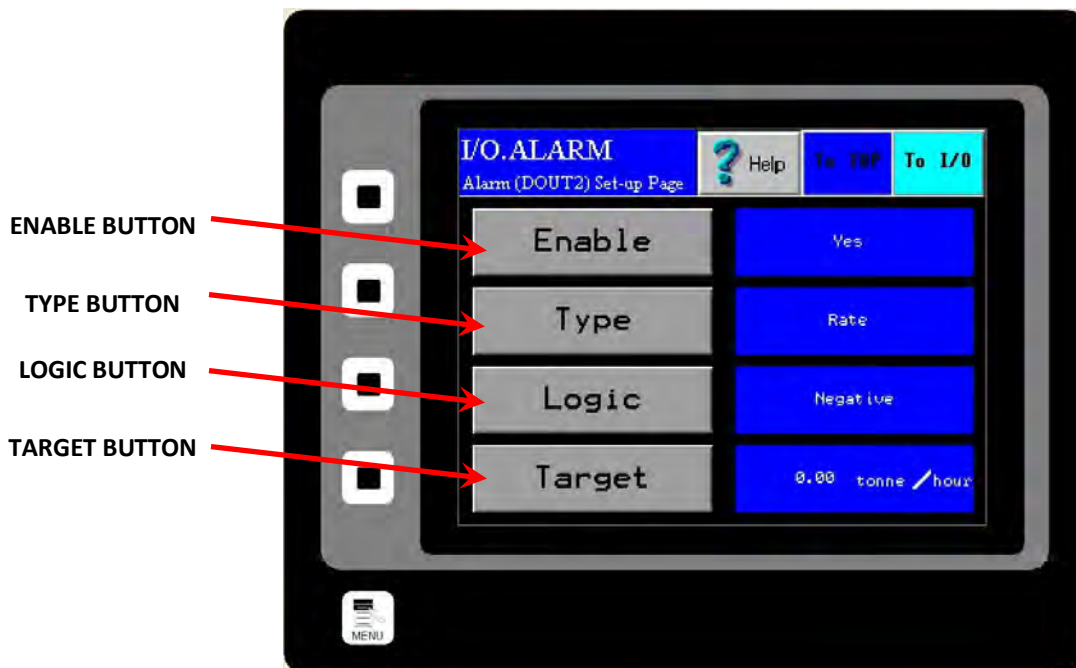 I/O.ALARM
Alarm (DOUT2) Set-up Page
Help
To TOP
To I/O
ENABLE BUTTON
Enable
Yes
TYPE BUTTON
Type
Rate
LOGIC BUTTON
Logic
Negative
TARGET BUTTON
Target
0.00 tonne / hour
MENU